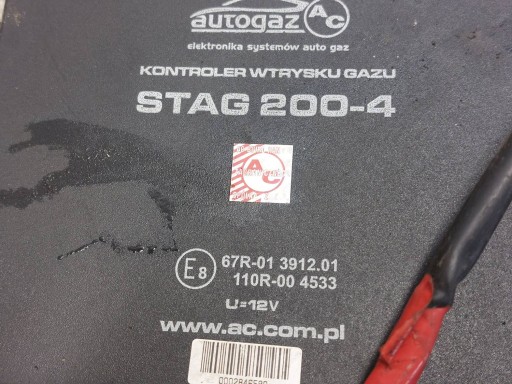 autogaz AC
elektronika systemów auto gaz
KONTROLER WTRYSKU GAZU
STAG 200-4
AC
E8
67R-01 3912.01
110R-00 4533
U=12V
www.ac.com.pl